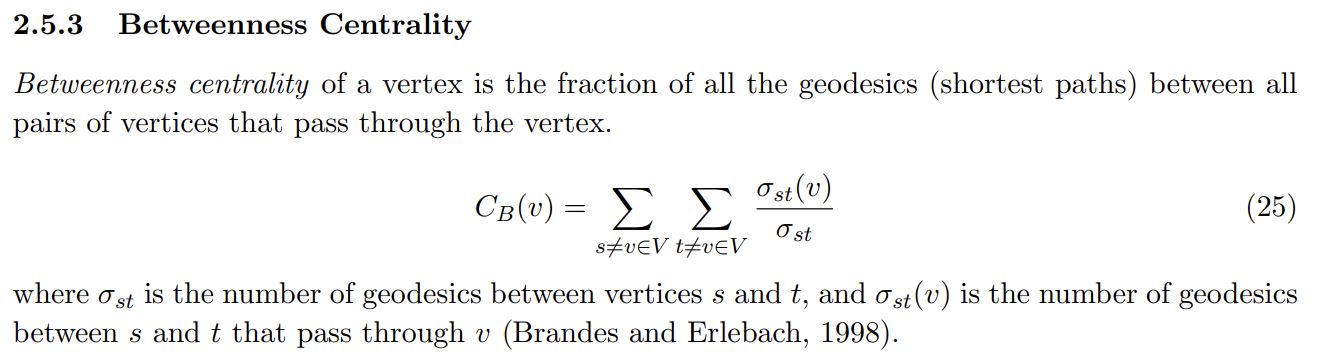 2.5.3 Betweenness Centrality
Betweenness centrality of a vertex is the fraction of all the geodesics (shortest paths) between all
pairs of vertices that pass through the vertex.
C_B(v) = ∑_{s≠v∈V} ∑_{t≠v∈V} σ_st(v) / σ_st (25)
where σ_st is the number of geodesics between vertices s and t, and σ_st(v) is the number of geodesics
between s and t that pass through v (Brandes and Erlebach, 1998).